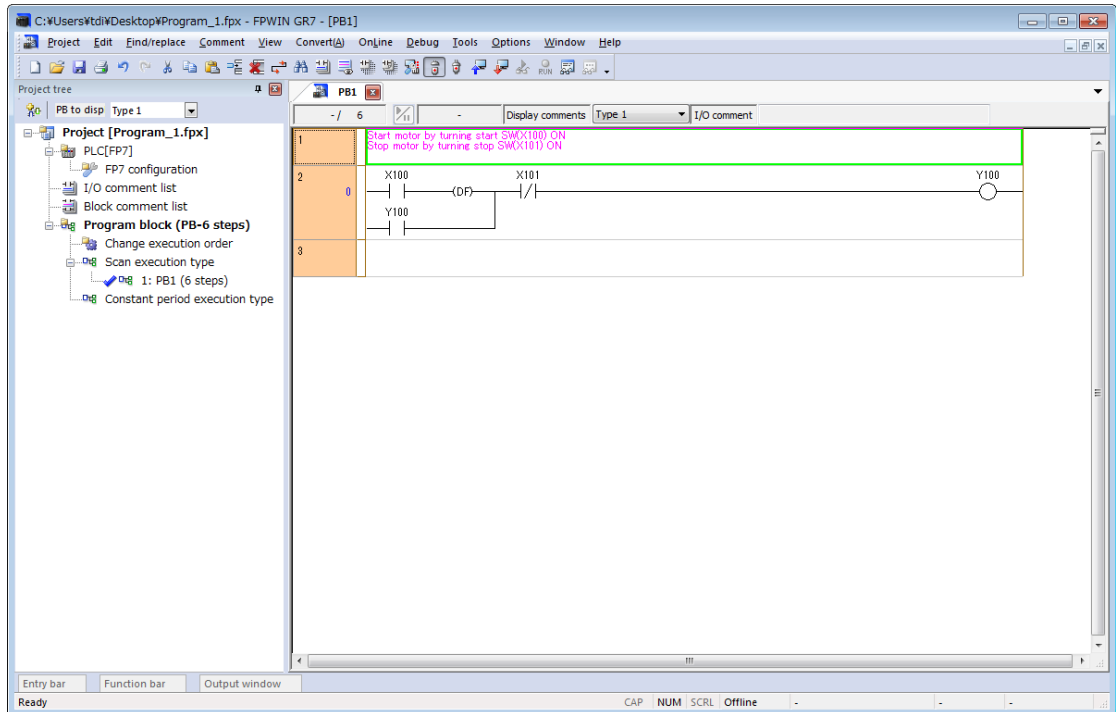 C:¥Users¥tdi¥Desktop¥Program_1.fpx - FPWIN GR7 - [PB1]
Project Edit Find/replace Comment View Convert(A) OnLine Debug Tools Options Window Help
RUN
Project tree
PB to disp Type 1
Project [Program_1.fpx]
PLC[FP7]
FP7 configuration
I/O comment list
Block comment list
Program block (PB-6 steps)
Change execution order
Scan execution type
1: PB1 (6 steps)
Constant period execution type
PB1
- / 6 - Display comments Type 1 I/O comment
1
Start motor by turning start SW(X100) ON
Stop motor by turning stop SW(X101) ON
2 X100 X101 Y100
0 (DF)
Y100
3
Entry bar Function bar Output window
Ready CAP NUM SCRL Offline - - -